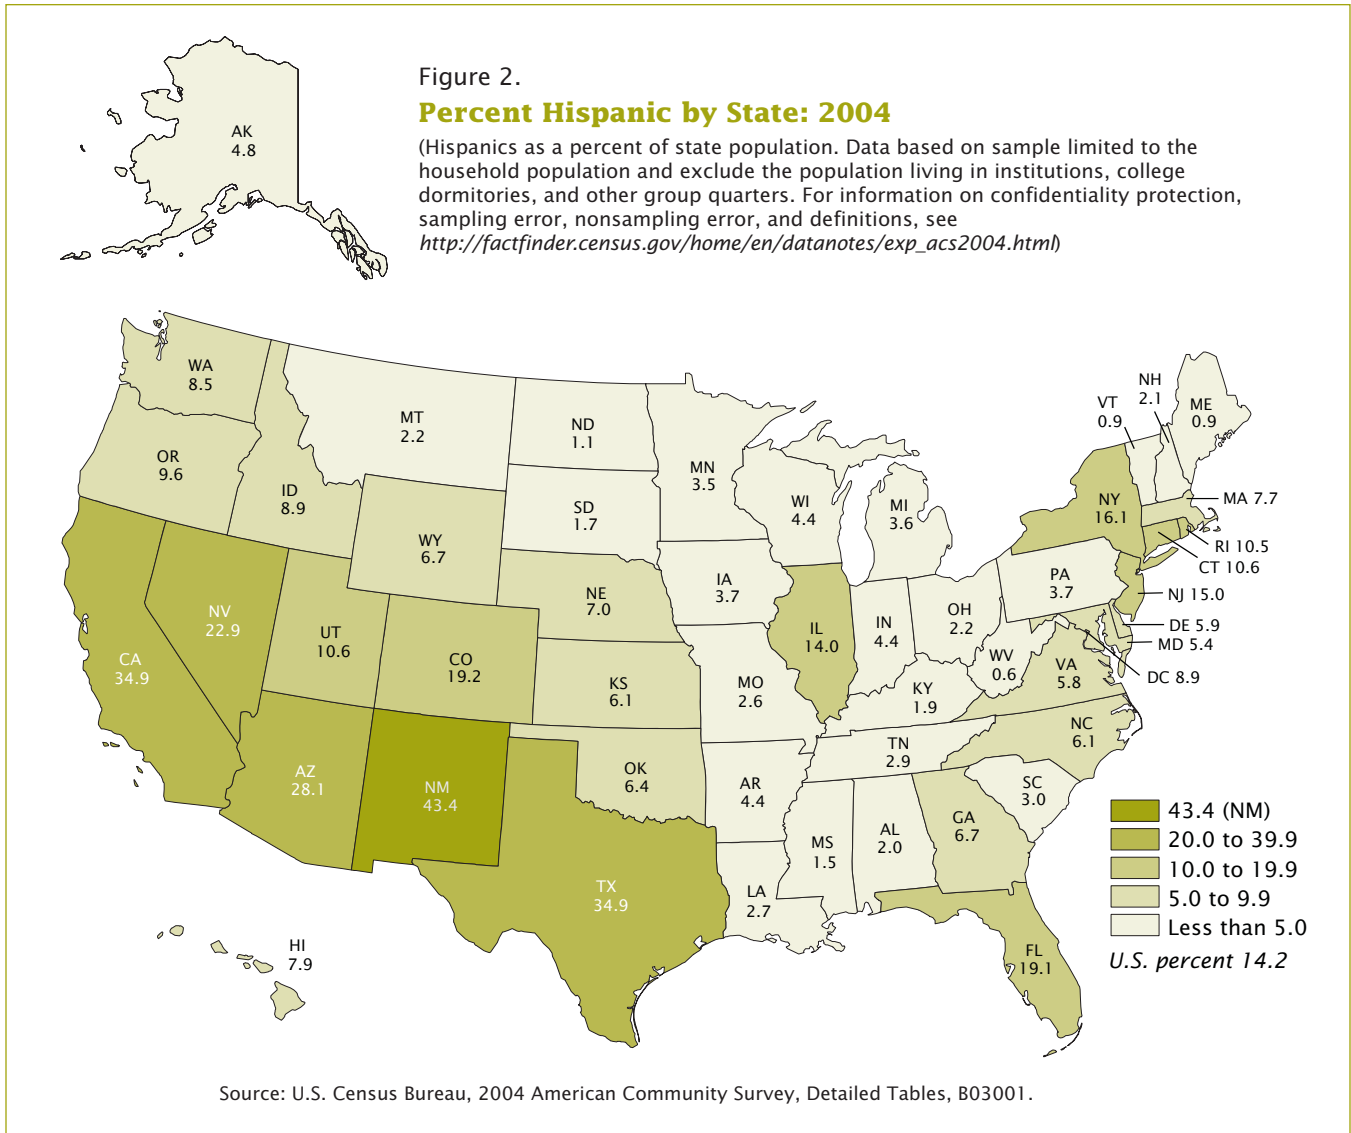 Figure 2.
Percent Hispanic by State: 2004
(Hispanics as a percent of state population. Data based on sample limited to the
household population and exclude the population living in institutions, college
dormitories, and other group quarters. For information on confidentiality protection,
sampling error, nonsampling error, and definitions, see
http://factfinder.census.gov/home/en/datanotes/exp_acs2004.html)
AK
4.8
WA
8.5
OR
9.6
ID
8.9
MT
2.2
ND
1.1
SD
1.7
WY
6.7
NE
7.0
MN
3.5
WI
4.4
MI
3.6
IA
3.7
NV
22.9
CA
34.9
UT
10.6
CO
19.2
KS
6.1
MO
2.6
IL
14.0
IN
4.4
OH
2.2
KY
1.9
WV
0.6
PA
3.7
NY
16.1
VT
0.9
NH
2.1
ME
0.9
MA 7.7
RI 10.5
CT 10.6
NJ 15.0
DE 5.9
MD 5.4
DC 8.9
VA
5.8
NC
6.1
TN
2.9
SC
3.0
AZ
28.1
NM
43.4
OK
6.4
AR
4.4
TX
34.9
LA
2.7
MS
1.5
AL
2.0
GA
6.7
FL
19.1
HI
7.9
43.4 (NM)
20.0 to 39.9
10.0 to 19.9
5.0 to 9.9
Less than 5.0
U.S. percent 14.2
Source: U.S. Census Bureau, 2004 American Community Survey, Detailed Tables, B03001.